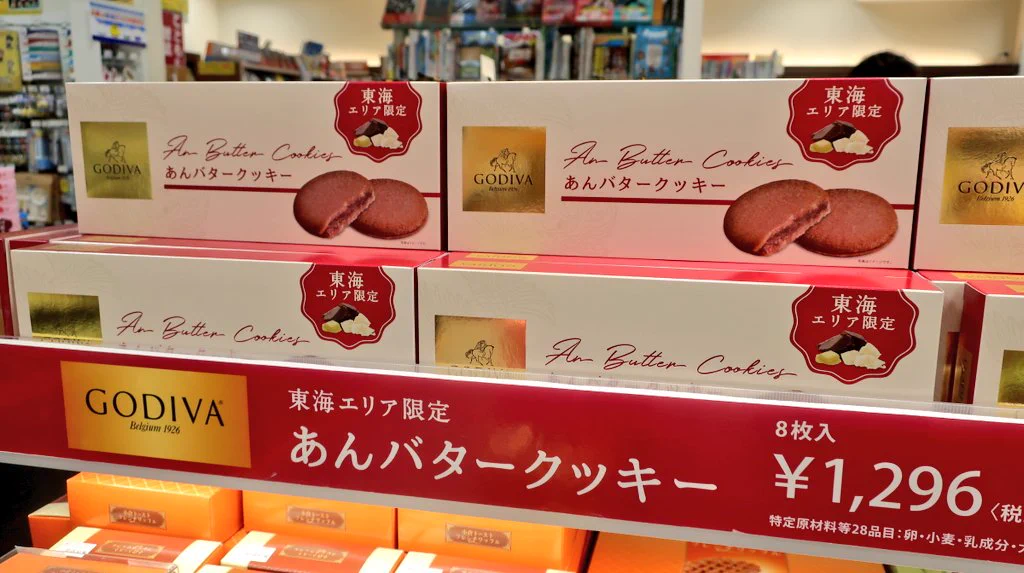 東海
エリア限定
GODIVA
Belgium 1926
An Butter Cookies
あんバタークッキー
東海
エリア限定
GODIVA
Belgium 1926
An Butter Cookies
あんバタークッキー
GODIVA
Belgium 1926
東海
エリア限定
An Butter Cookies
東海
エリア限定
An Butter Cookies
GODIVA
Belgium 1926
東海エリア限定
あんバタークッキー
8枚入
¥1,296
〈税
特定原材料等28品目:卵・小麦・乳成分・大